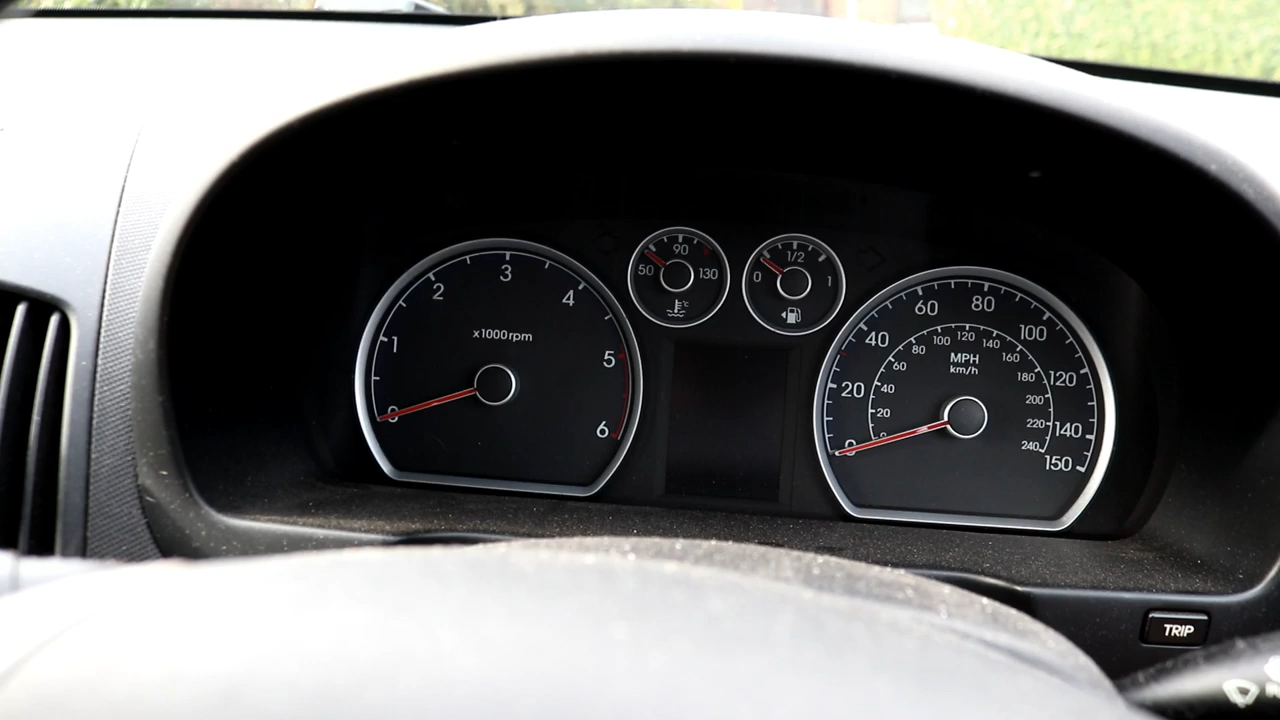 0 1 2 3 4 5 6
x1000rpm
50 90 130
°C
0 1/2 1
0 20 40 60 80 100 120 140 150
0 20 40 60 80 100 120 140 160 180 200 220 240
MPH
km/h
TRIP